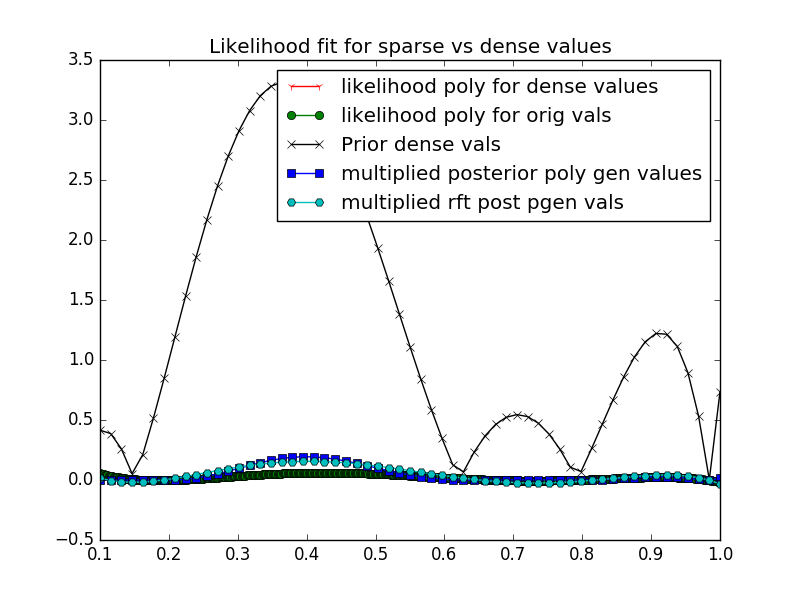 Likelihood fit for sparse vs dense values
3.5
3.0
2.5
2.0
1.5
1.0
0.5
0.0
−0.5
likelihood poly for dense values
likelihood poly for orig vals
Prior dense vals
multiplied posterior poly gen values
multiplied rft post pgen vals
0.1 0.2 0.3 0.4 0.5 0.6 0.7 0.8 0.9 1.0